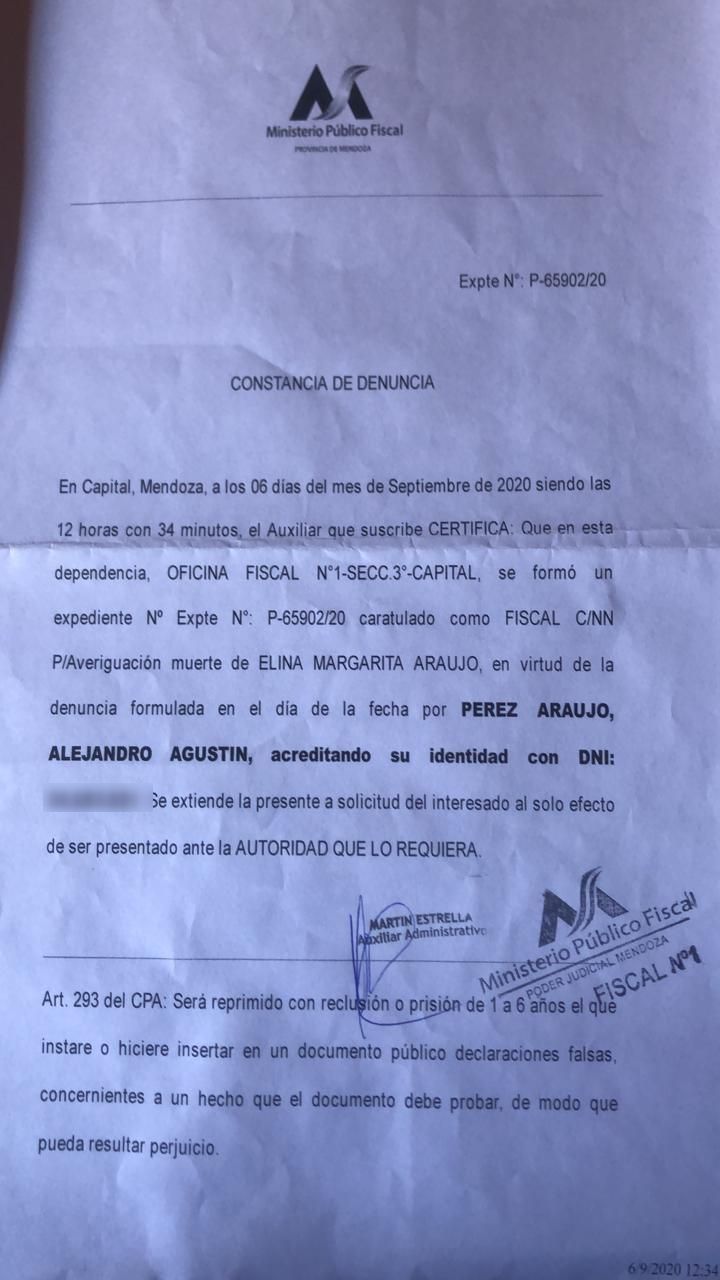 Ministerio Público Fiscal
PROVINCIA DE MENDOZA
Expte N°: P-65902/20
CONSTANCIA DE DENUNCIA
En Capital, Mendoza, a los 06 días del mes de Septiembre de 2020 siendo las
12 horas con 34 minutos, el Auxiliar que suscribe CERTIFICA: Que en esta
dependencia, OFICINA FISCAL N°1-SECC.3°-CAPITAL, se formó un
expediente Nº Expte N°: P-65902/20 caratulado como FISCAL C/NN
P/Averiguación muerte de ELINA MARGARITA ARAUJO, en virtud de la
denuncia formulada en el día de la fecha por PEREZ ARAUJO,
ALEJANDRO AGUSTIN, acreditando su identidad con DNI:
Se extiende la presente a solicitud del interesado al solo efecto
de ser presentado ante la AUTORIDAD QUE LO REQUIERA.
MARTIN ESTRELLA
Auxiliar Administrativo
Ministerio Público Fiscal
PODER JUDICIAL MENDOZA
FISCAL Nº1
Art. 293 del CPA: Será reprimido con reclusión o prisión de 1 a 6 años el que
instare o hiciere insertar en un documento público declaraciones falsas,
concernientes a un hecho que el documento debe probar, de modo que
pueda resultar perjuicio.
6/9/2020 12:34